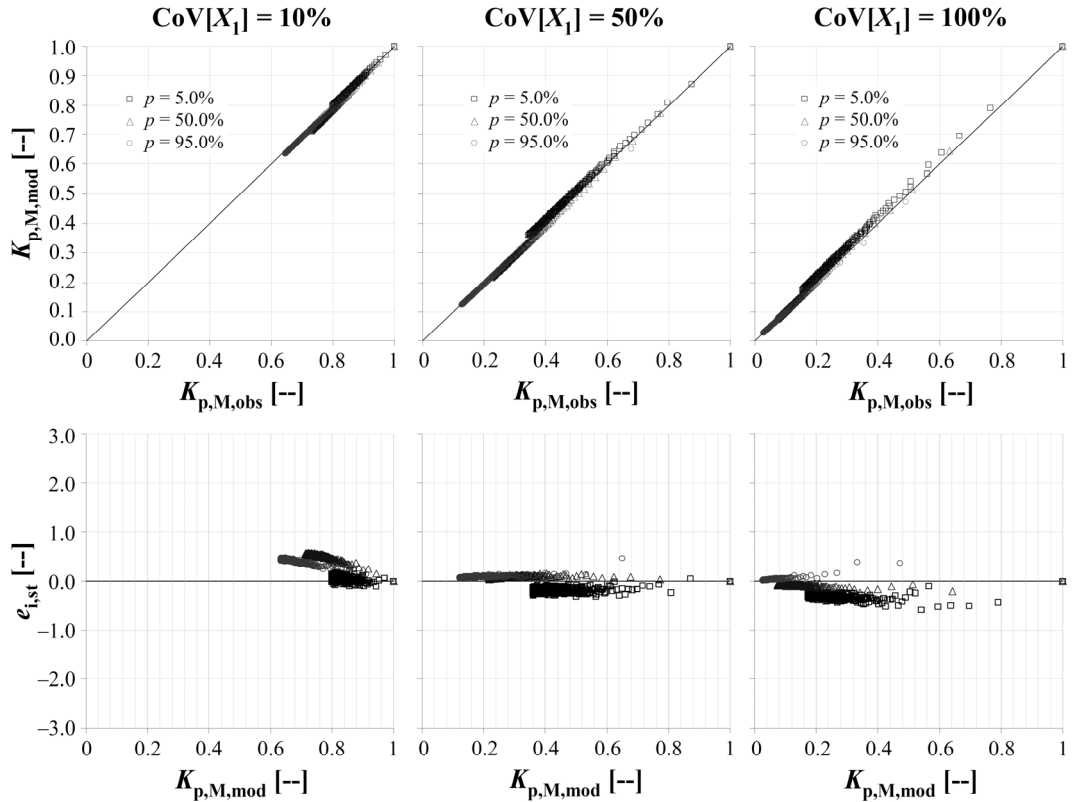 CoV[X1] = 10%
CoV[X1] = 50%
CoV[X1] = 100%
Kp,M,mod [--]
1.0
0.9
0.8
0.7
0.6
0.5
0.4
0.3
0.2
0.1
0.0
□ p = 5.0%
△ p = 50.0%
○ p = 95.0%
□ p = 5.0%
△ p = 50.0%
○ p = 95.0%
□ p = 5.0%
△ p = 50.0%
○ p = 95.0%
0 0.2 0.4 0.6 0.8 1
0 0.2 0.4 0.6 0.8 1
0 0.2 0.4 0.6 0.8 1
Kp,M,obs [--]
Kp,M,obs [--]
Kp,M,obs [--]
ei,st [--]
3.0
2.0
1.0
0.0
−1.0
−2.0
−3.0
0 0.2 0.4 0.6 0.8 1
0 0.2 0.4 0.6 0.8 1
0 0.2 0.4 0.6 0.8 1
Kp,M,mod [--]
Kp,M,mod [--]
Kp,M,mod [--]